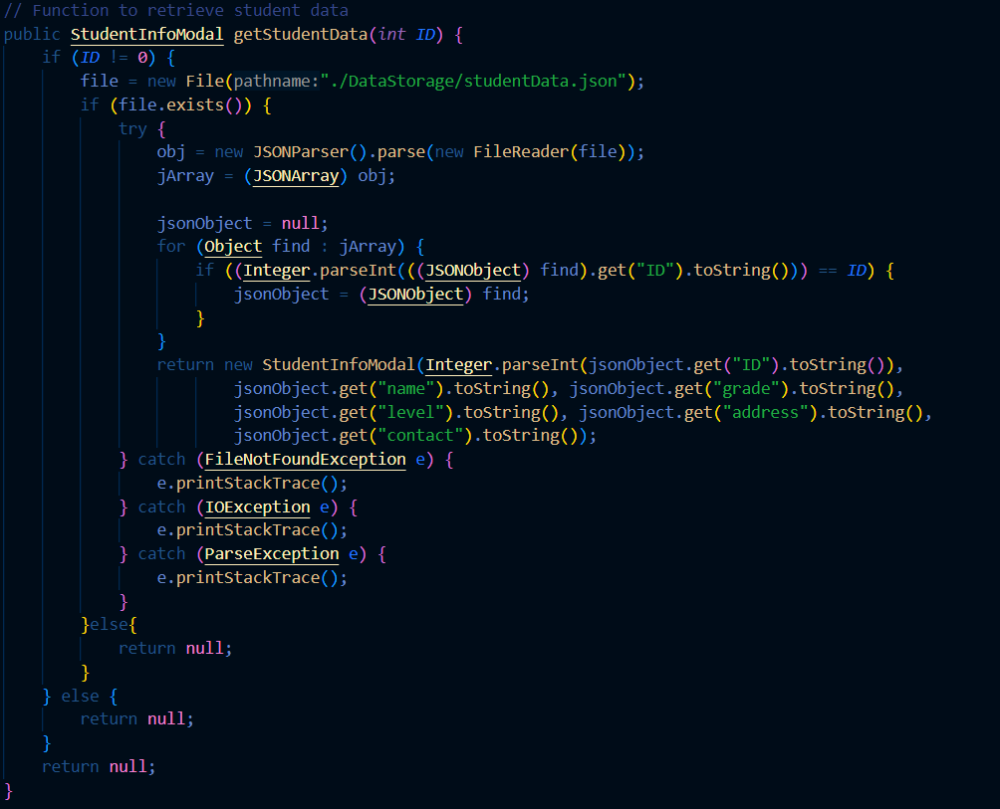 // Function to retrieve student data
public StudentInfoModal getStudentData(int ID) {
if (ID != 0) {
file = new File(pathname:"./DataStorage/studentData.json");
if (file.exists()) {
try {
obj = new JSONParser().parse(new FileReader(file));
jArray = (JSONArray) obj;
jsonObject = null;
for (Object find : jArray) {
if ((Integer.parseInt(((JSONObject) find).get("ID").toString())) == ID) {
jsonObject = (JSONObject) find;
}
}
return new StudentInfoModal(Integer.parseInt(jsonObject.get("ID").toString()),
jsonObject.get("name").toString(), jsonObject.get("grade").toString(),
jsonObject.get("level").toString(), jsonObject.get("address").toString(),
jsonObject.get("contact").toString());
} catch (FileNotFoundException e) {
e.printStackTrace();
} catch (IOException e) {
e.printStackTrace();
} catch (ParseException e) {
e.printStackTrace();
}
}else{
return null;
}
} else {
return null;
}
return null;
}